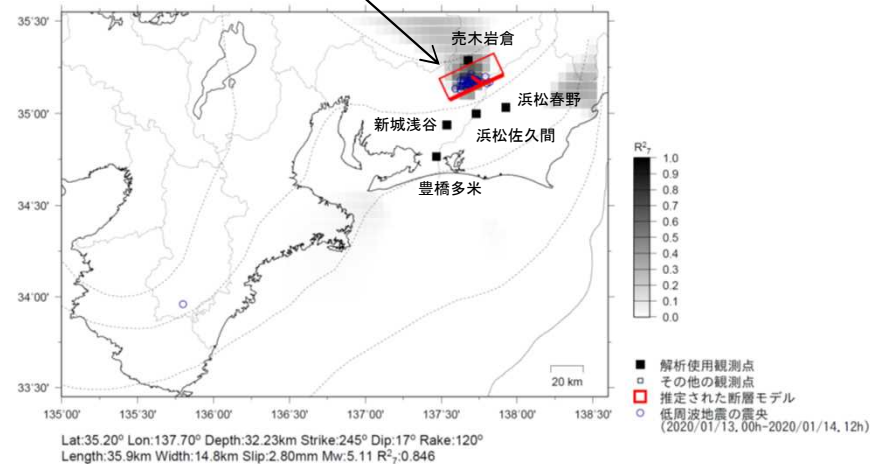 35°30′
35°00′
34°30′
34°00′
33°30′
135°00′
135°30′
136°00′
136°30′
137°00′
137°30′
138°00′
138°30′
売木岩倉
浜松春野
新城浅谷
浜松佐久間
豊橋多米
20 km
R²₇
1.0
0.9
0.8
0.7
0.6
0.5
0.4
0.3
0.2
0.1
0.0
解析使用観測点
その他の観測点
推定された断層モデル
低周波地震の震央
(2020/01/13.00h-2020/01/14.12h)
Lat:35.20° Lon:137.70° Depth:32.23km Strike:245° Dip:17° Rake:120°
Length:35.9km Width:14.8km Slip:2.80mm Mw:5.11 R²₇:0.846